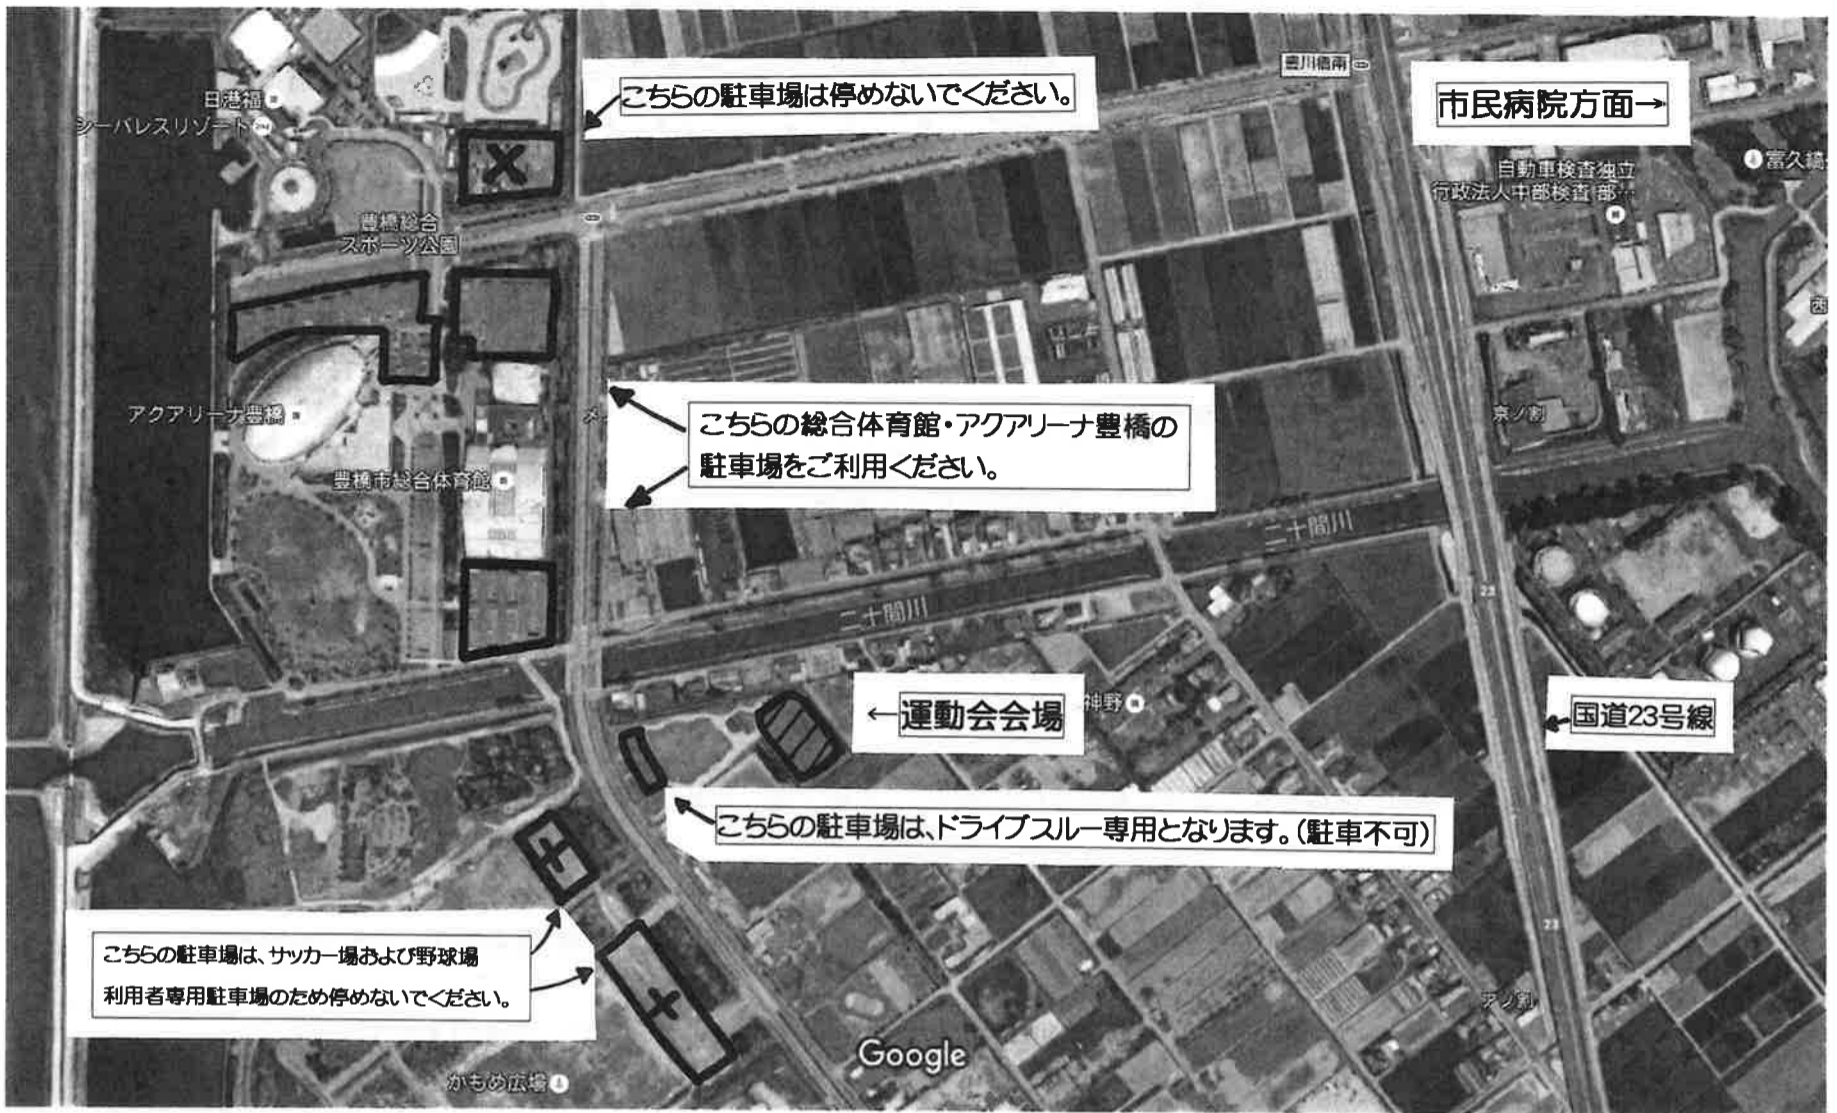 豊川橋南
こちらの駐車場は停めないでください。
市民病院方面→
日港福
シーパレスリゾート
自動車検査独立
行政法人中部検査部…
富久縞
豊橋総合
スポーツ公園
西
アクアリーナ豊橋
こちらの総合体育館・アクアリーナ豊橋の
駐車場をご利用ください。
京ノ割
豊橋市総合体育館
二十間川
二十間川
23
←運動会会場
神野
国道23号線
こちらの駐車場は、ドライブスルー専用となります。(駐車不可)
こちらの駐車場は、サッカー場および野球場
利用者専用駐車場のため停めないでください。
23
Google
かもめ広場